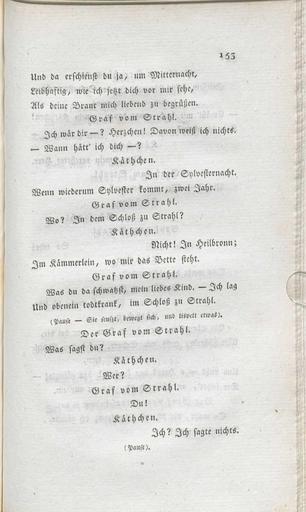 153
Und da erschienst du ja, um Mitternacht,
Leibhaftig, wie ich jetzt dich vor mir sehe,
Als deine Braut mich liebend zu begrüßen.
Graf vom Strahl.
Ich wär dir —? Herzchen! Davon weiß ich nichts.
— Wann hätt' ich dich —?
Käthchen.
In der Sylvesternacht.
Wenn wiederum Sylvester kommt, zwei Jahr.
Graf vom Strahl.
Wo? In dem Schloß zu Strahl?
Käthchen.
Nicht! In Heilbronn;
Im Kämmerlein, wo mir das Bette steht.
Graf vom Strahl.
Was du da schwatzst, mein liebes Kind. — Ich lag
Und obenein todtkrank, im Schloß zu Strahl.
(Pause — Sie seufzt, bewegt sich, und lispelt etwas).
Der Graf vom Strahl.
Was sagst du?
Käthchen.
Wer?
Graf vom Strahl.
Du!
Käthchen.
Ich? Ich sagte nichts.
(Pause).